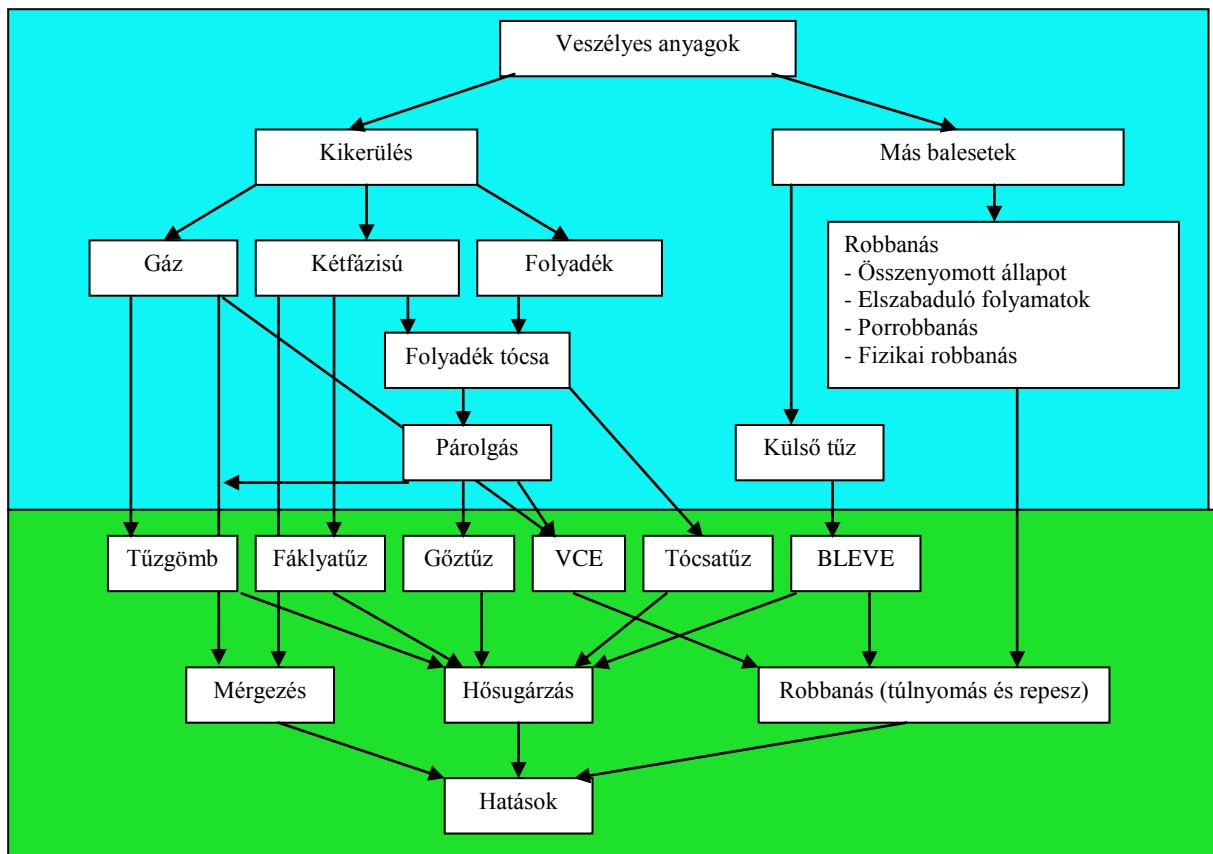 Veszélyes anyagok
Kikerülés
Más balesetek
Gáz
Kétfázisú
Folyadék
Robbanás
- Összenyomott állapot
- Elszabaduló folyamatok
- Porrobbanás
- Fizikai robbanás
Folyadék tócsa
Párolgás
Külső tűz
Tűzgömb
Fáklyatűz
Gőztűz
VCE
Tócsatűz
BLEVE
Mérgezés
Hősugárzás
Robbanás (túlnyomás és repesz)
Hatások